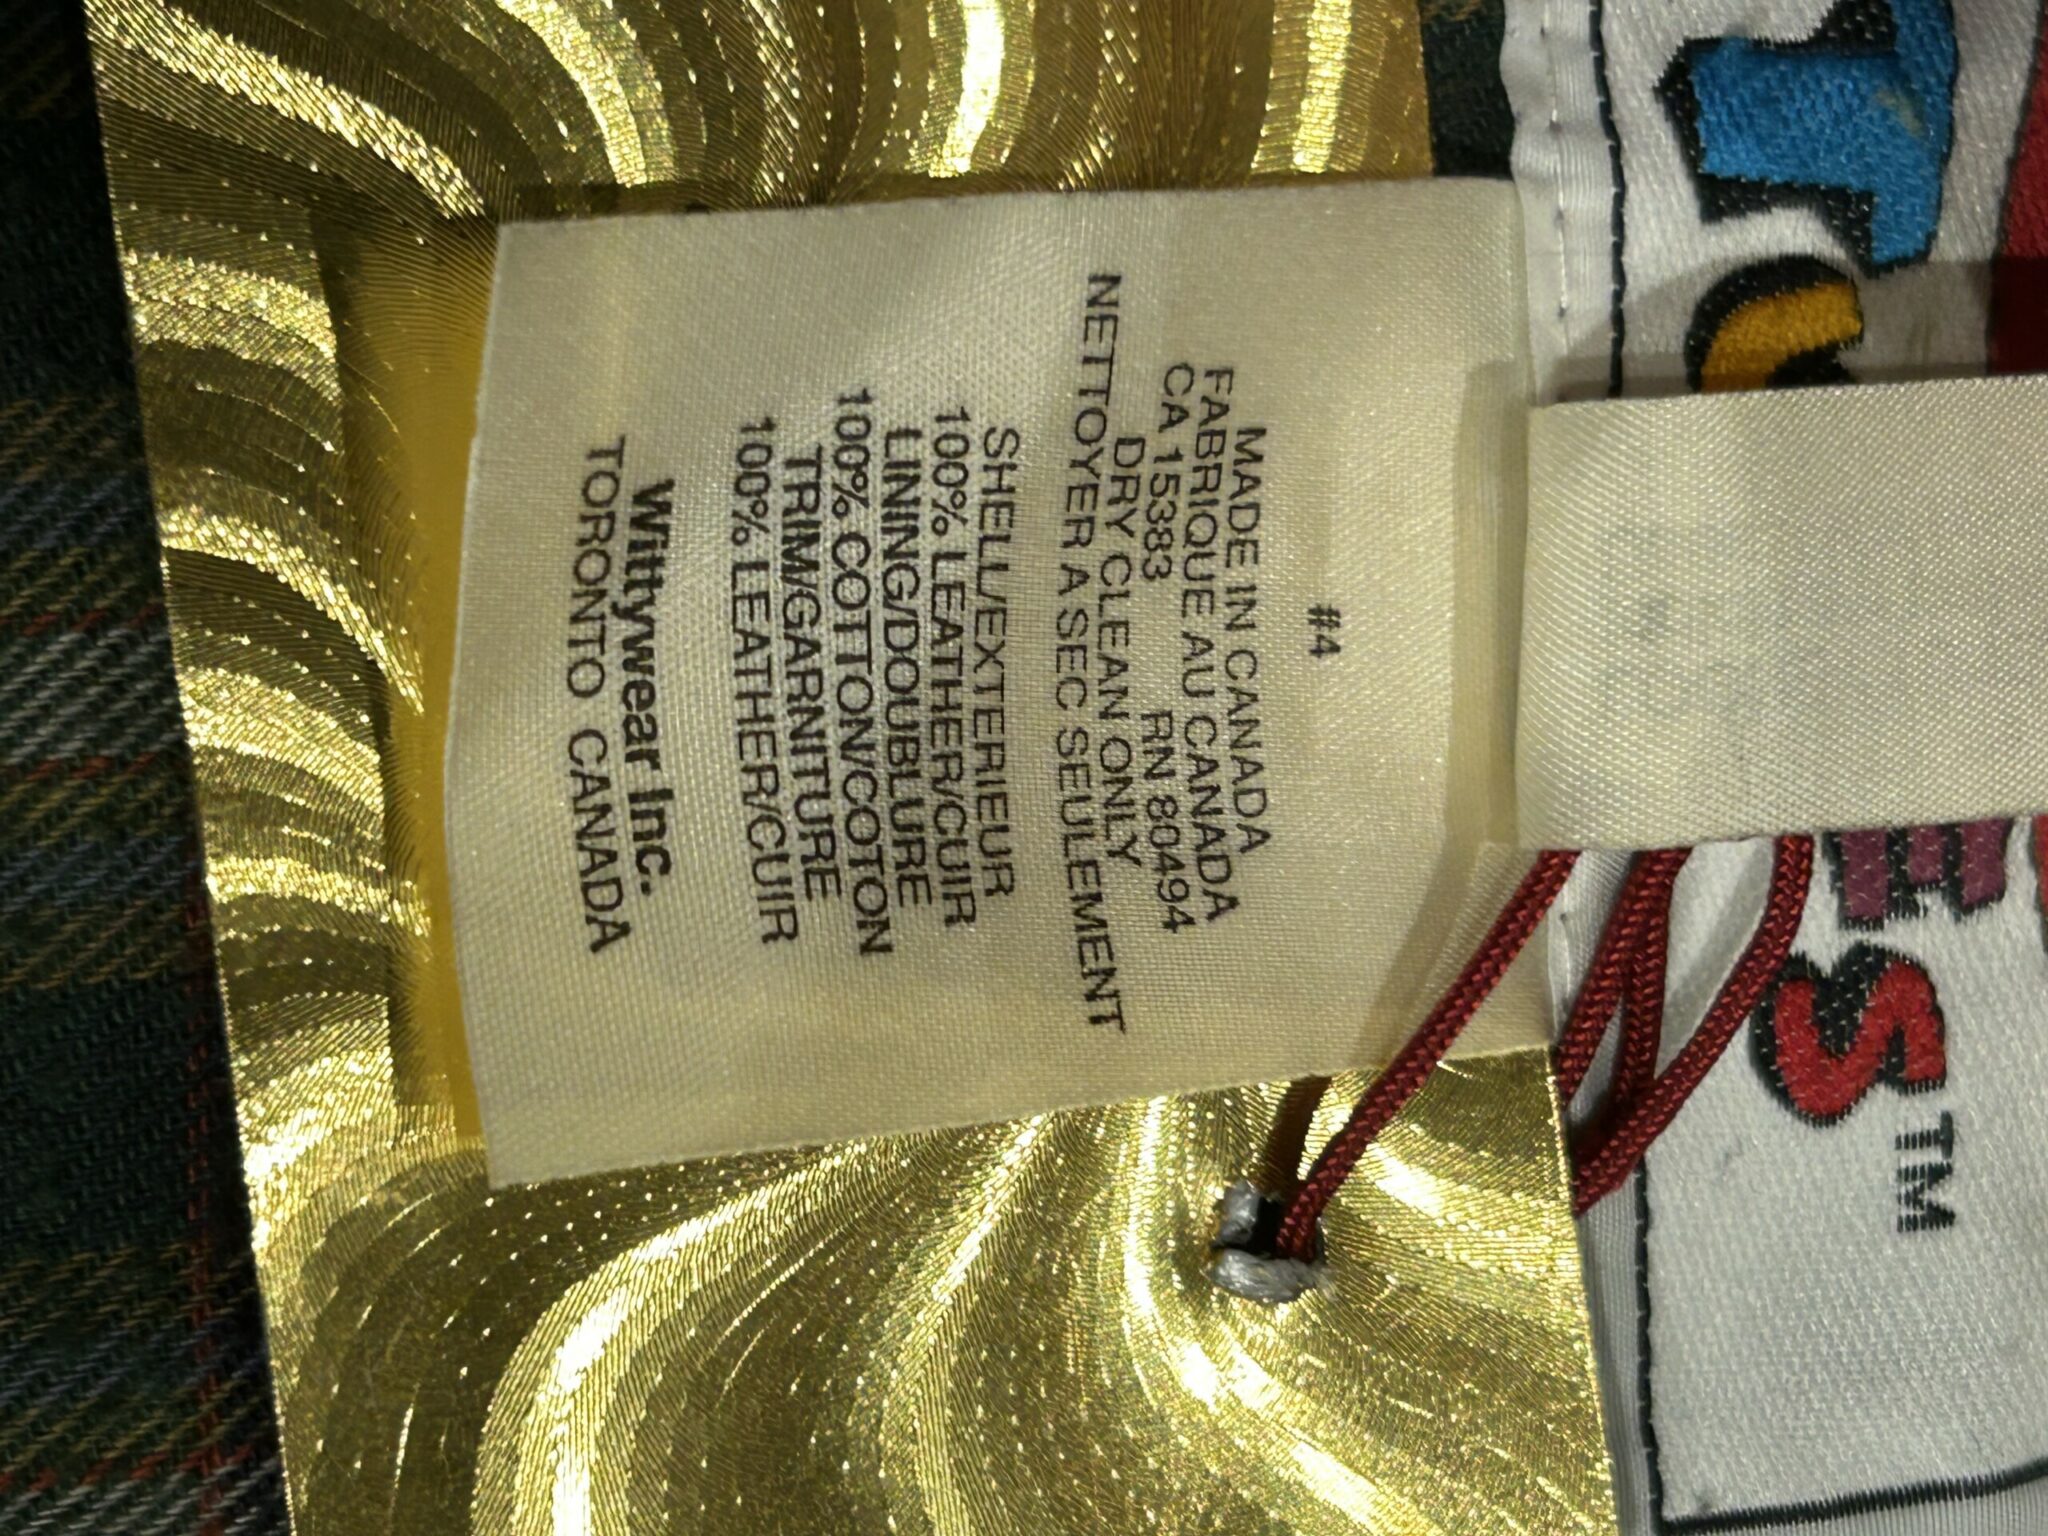 #4
MADE IN CANADA
FABRIQUE AU CANADA
CA 15383 RN 80494
DRY CLEAN ONLY
NETTOYER A SEC SEULEMENT
SHELL/EXTERIEUR
100% LEATHER/CUIR
LINING/DOUBLURE
100% COTTON/COTON
TRIM/GARNITURE
100% LEATHER/CUIR
Wittywear Inc.
TORONTO CANADA
ES™